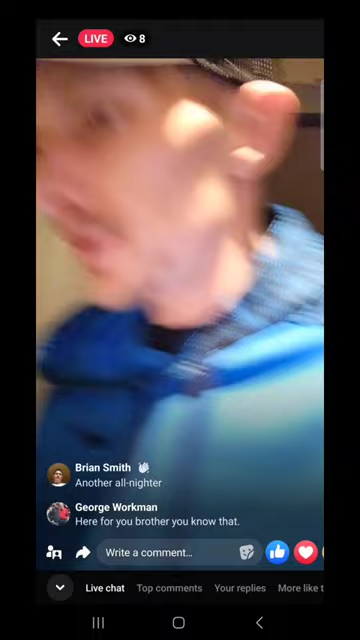 LIVE 8
Brian Smith
Another all-nighter
George Workman
Here for you brother you know that.
Write a comment...
Live chat Top comments Your replies More like t